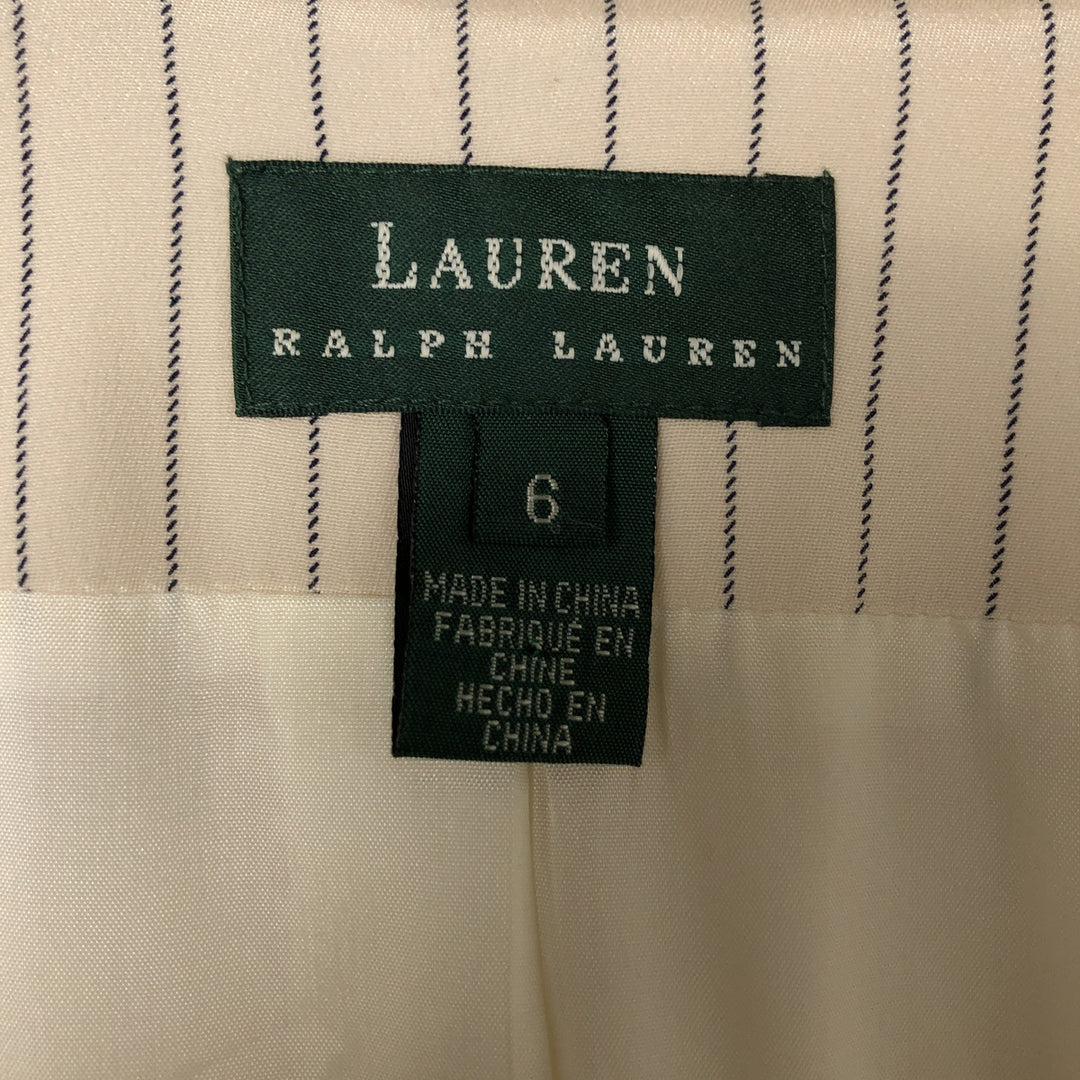 LAUREN
RALPH LAUREN
6
MADE IN CHINA
FABRIQUÉ EN
CHINE
HECHO EN
CHINA